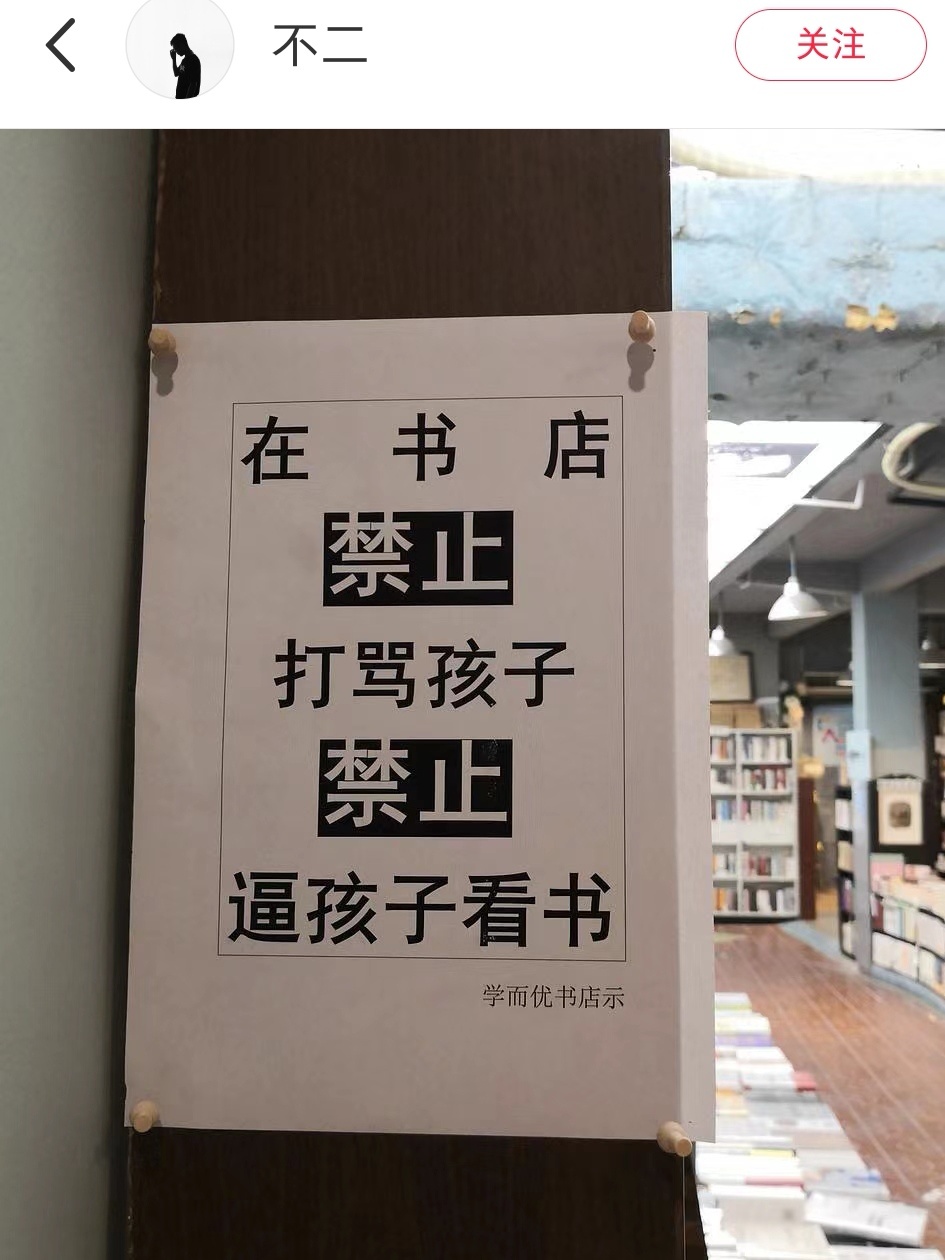 不二
关注
在书店
禁止
打骂孩子
禁止
逼孩子看书
学而优书店示